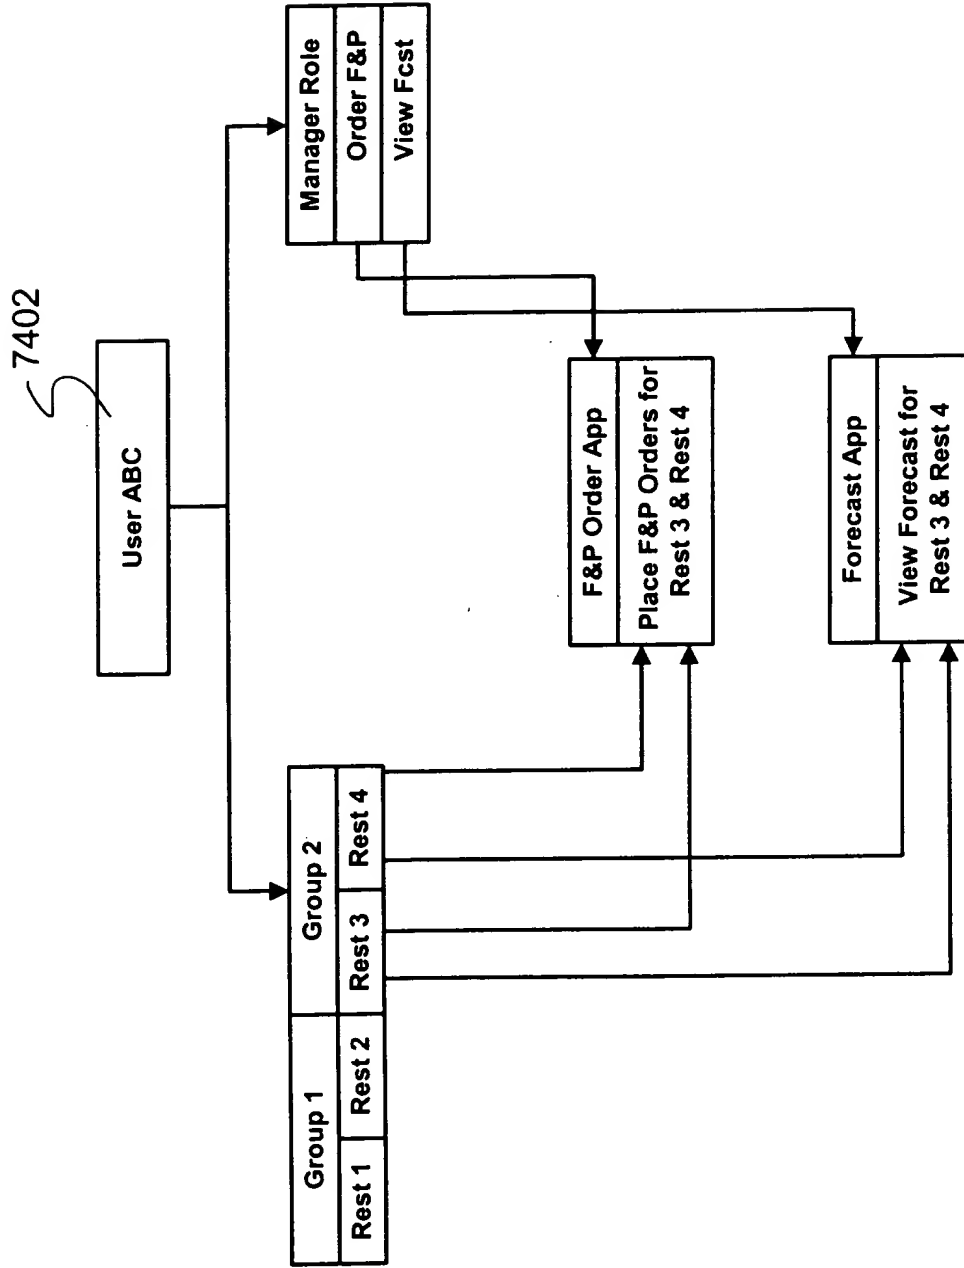 7402
User ABC
Group 1
Group 2
Rest 1
Rest 2
Rest 3
Rest 4
Manager Role
Order F&P
View Fcst
F&P Order App
Place F&P Orders for
Rest 3 & Rest 4
Forecast App
View Forecast for
Rest 3 & Rest 4